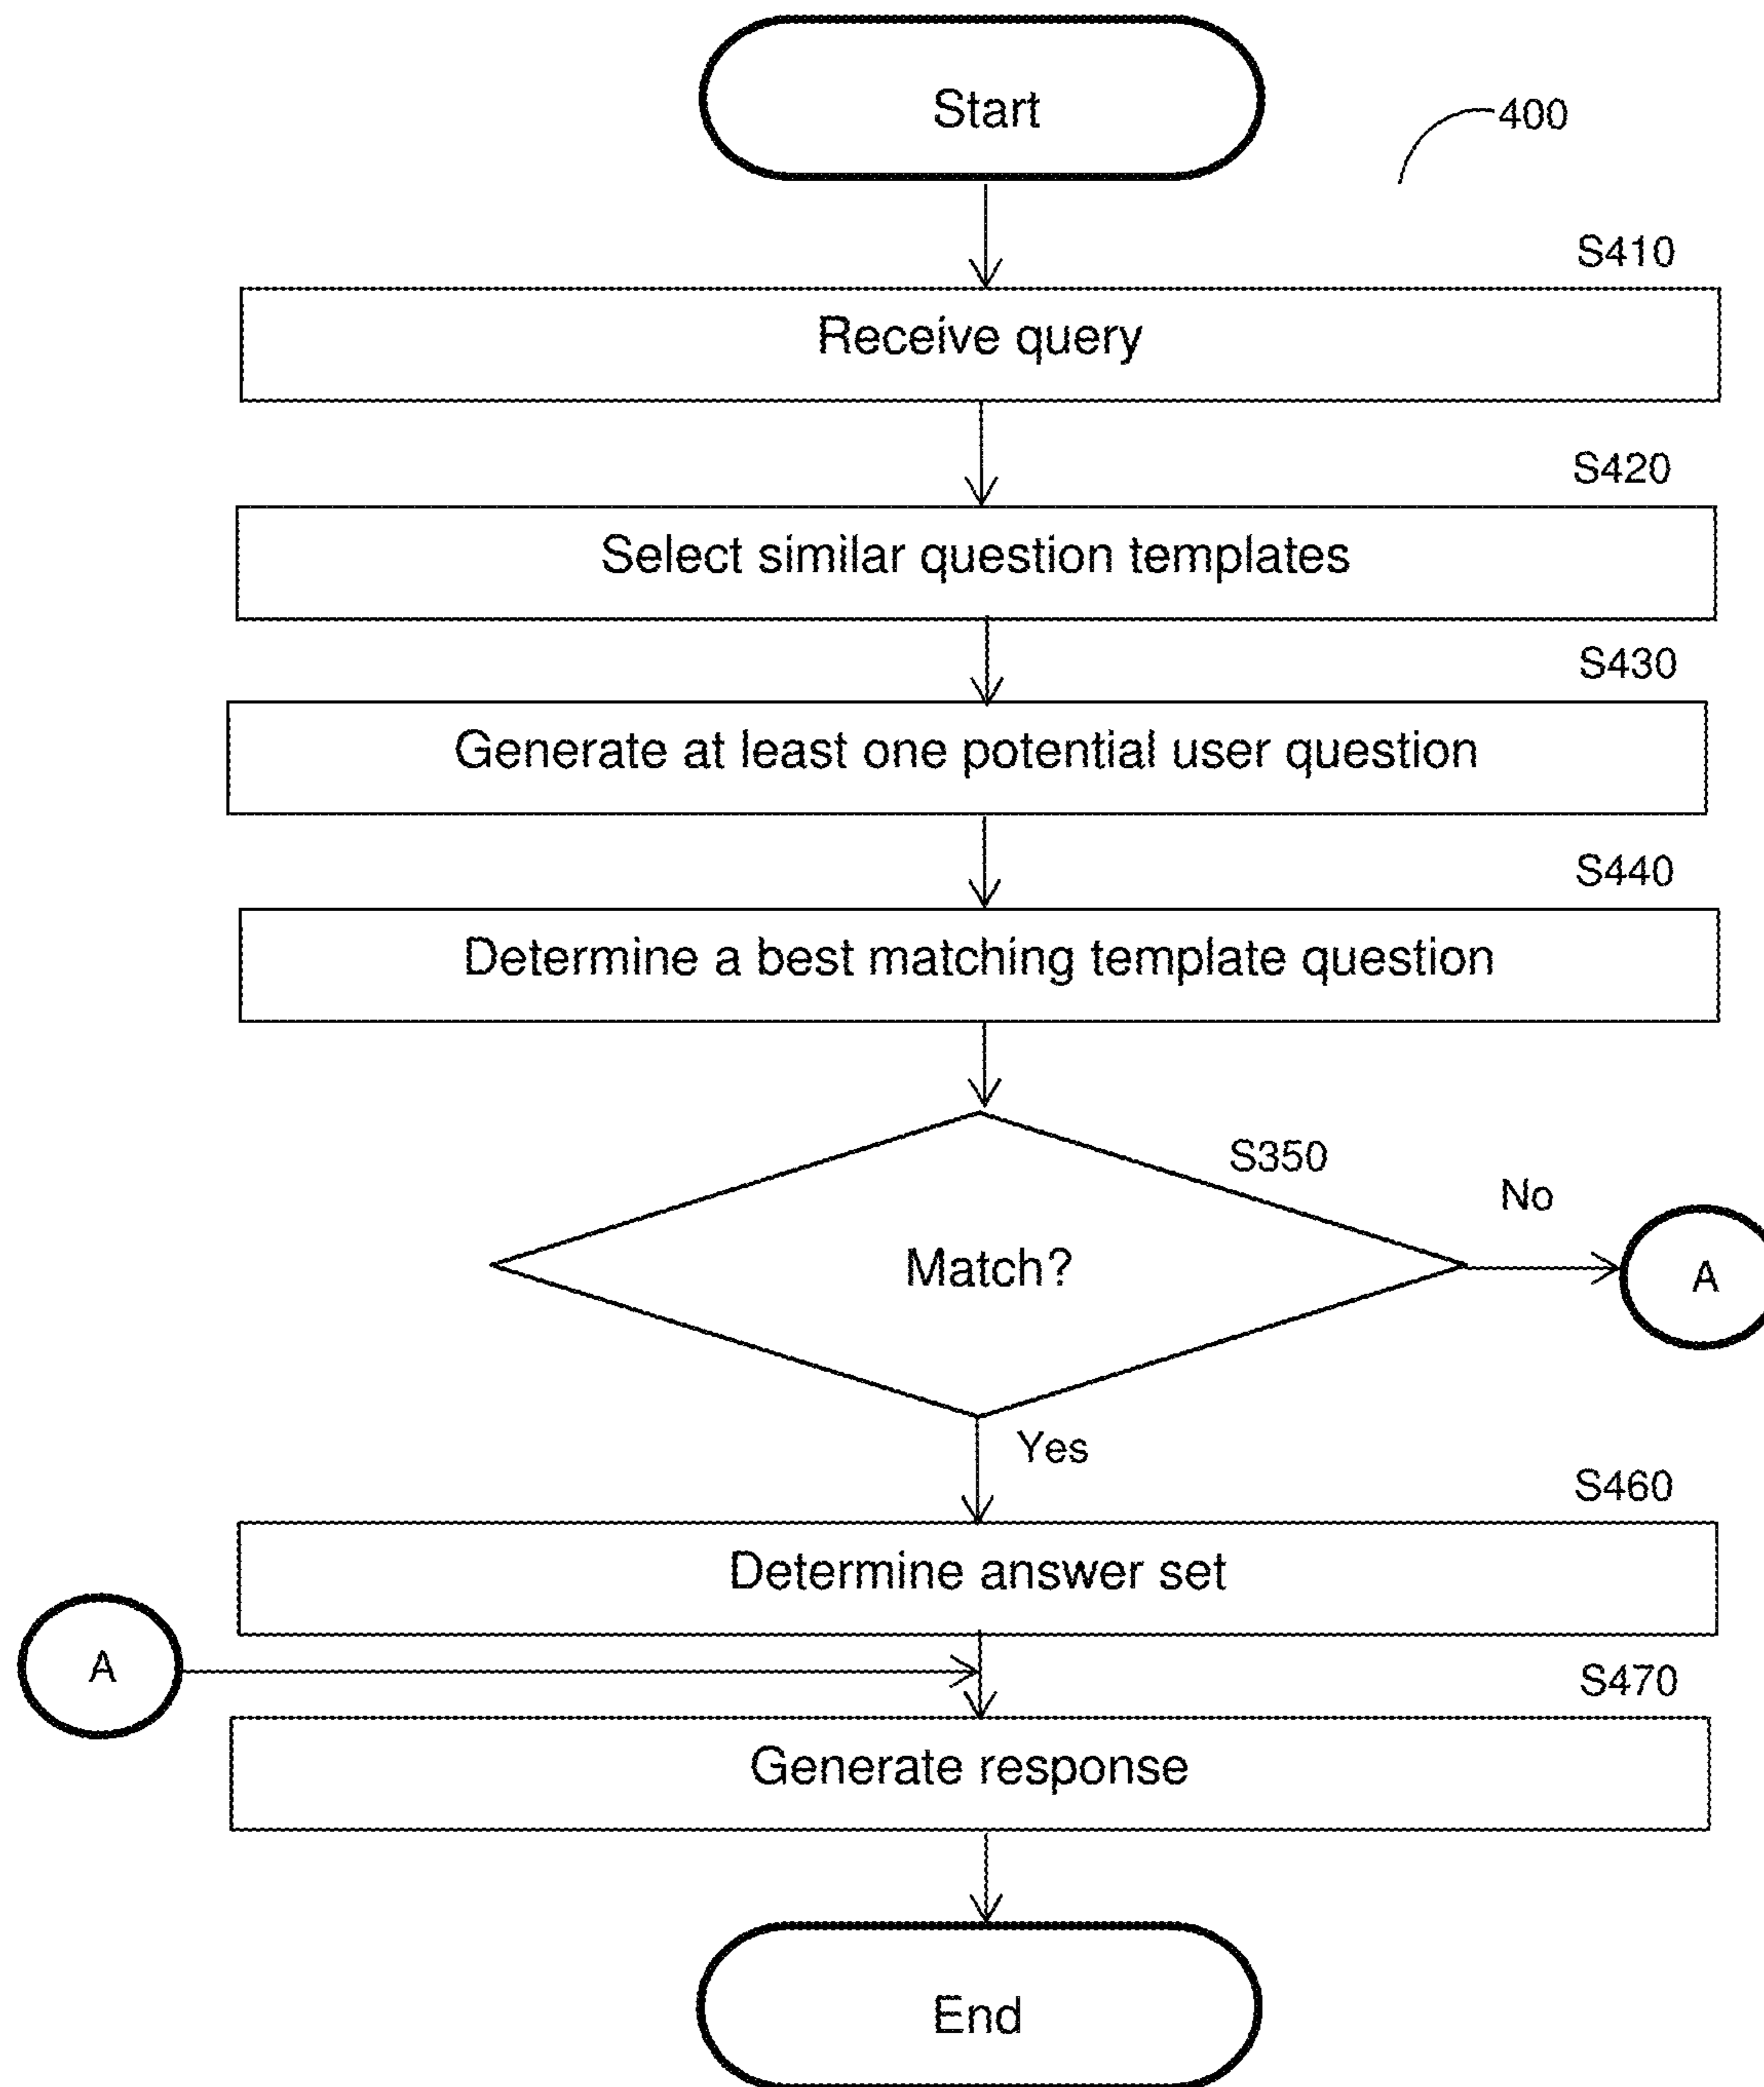 Start
400
S410
Receive query
S420
Select similar question templates
S430
Generate at least one potential user question
S440
Determine a best matching template question
S350
No
Match?
A
Yes
S460
Determine answer set
A
S470
Generate response
End